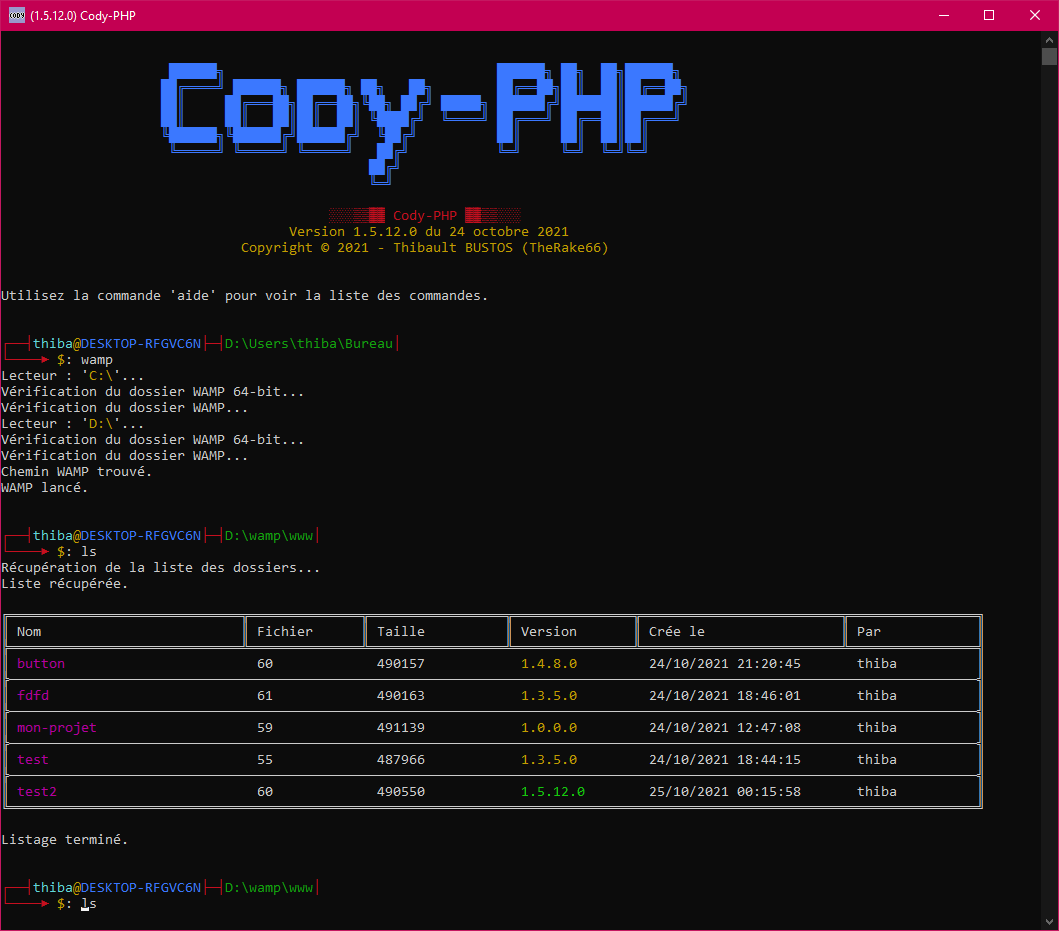 (1.5.12.0) Cody-PHP
Cody-PHP
Cody-PHP
Version 1.5.12.0 du 24 octobre 2021
Copyright © 2021 - Thibault BUSTOS (TheRake66)
Utilisez la commande 'aide' pour voir la liste des commandes.
thiba@DESKTOP-RFGVC6N D:\Users\thiba\Bureau
$: wamp
Lecteur : 'C:\'...
Vérification du dossier WAMP 64-bit...
Vérification du dossier WAMP...
Lecteur : 'D:\'...
Vérification du dossier WAMP 64-bit...
Vérification du dossier WAMP...
Chemin WAMP trouvé.
WAMP lancé.
thiba@DESKTOP-RFGVC6N D:\wamp\www
$: ls
Récupération de la liste des dossiers...
Liste récupérée.
Nom Fichier Taille Version Crée le Par
button 60 490157 1.4.8.0 24/10/2021 21:20:45 thiba
fdfd 61 490163 1.3.5.0 24/10/2021 18:46:01 thiba
mon-projet 59 491139 1.0.0.0 24/10/2021 12:47:08 thiba
test 55 487966 1.3.5.0 24/10/2021 18:44:15 thiba
test2 60 490550 1.5.12.0 25/10/2021 00:15:58 thiba
Listage terminé.
thiba@DESKTOP-RFGVC6N D:\wamp\www
$: ls